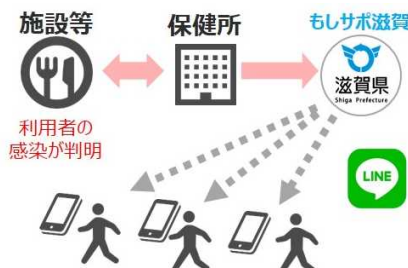 施設等
保健所
もしサポ滋賀
滋賀県
Shiga Prefecture
利用者の
感染が判明
LINE